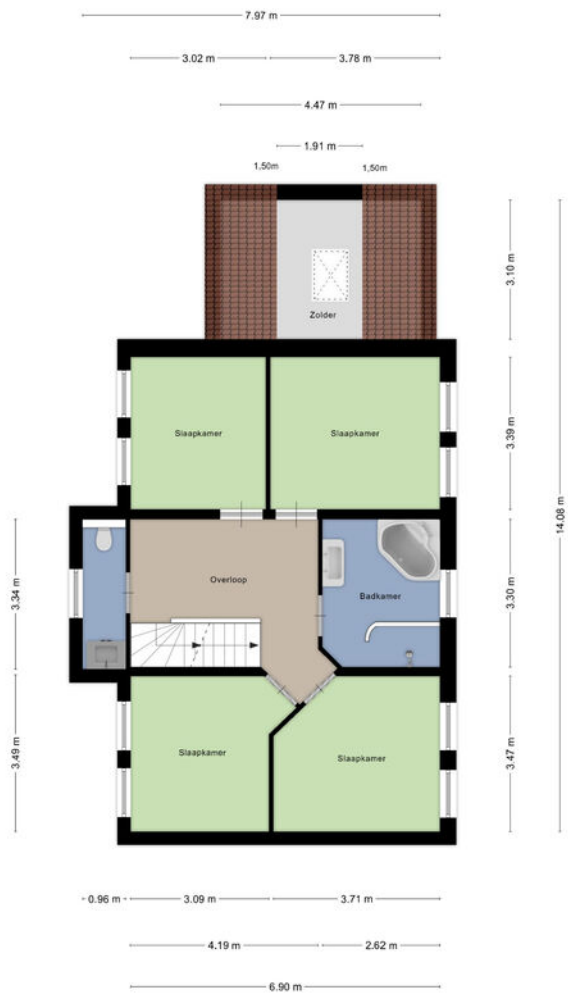 7.97 m
3.02 m
3.78 m
4.47 m
1.91 m
1,50m
1,50m
3.10 m
Zolder
14.08 m
3.39 m
Slaapkamer
Slaapkamer
3.34 m
3.30 m
Overloop
Badkamer
3.49 m
3.47 m
Slaapkamer
Slaapkamer
0.96 m
3.09 m
3.71 m
4.19 m
2.62 m
6.90 m